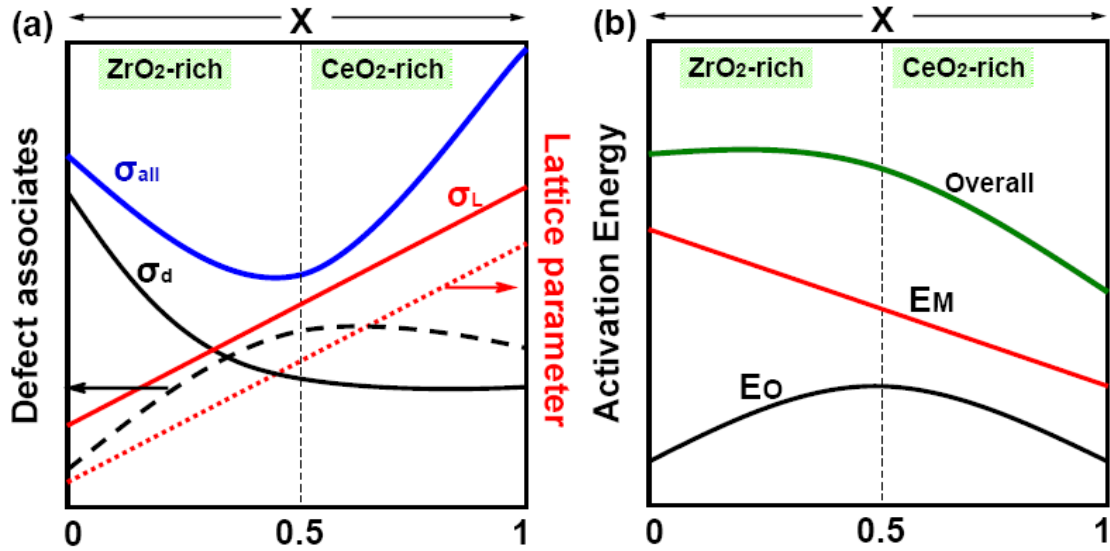 (a)
X
ZrO₂-rich
CeO₂-rich
σall
σL
σd
Defect associates
Lattice parameter
0
0.5
1
(b)
X
ZrO₂-rich
CeO₂-rich
Overall
EM
EO
Activation Energy
0
0.5
1